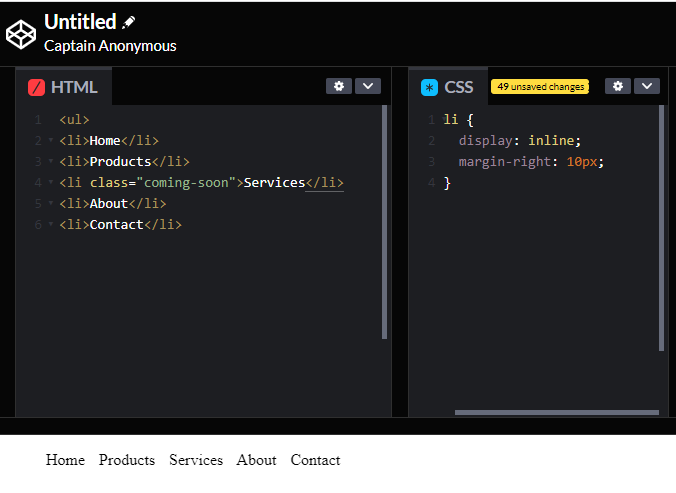 Untitled
Captain Anonymous
HTML
1 <ul>
2 <li>Home</li>
3 <li>Products</li>
4 <li class="coming-soon">Services</li>
5 <li>About</li>
6 <li>Contact</li>
CSS 49 unsaved changes
1 li {
2 display: inline;
3 margin-right: 10px;
4 }
Home Products Services About Contact